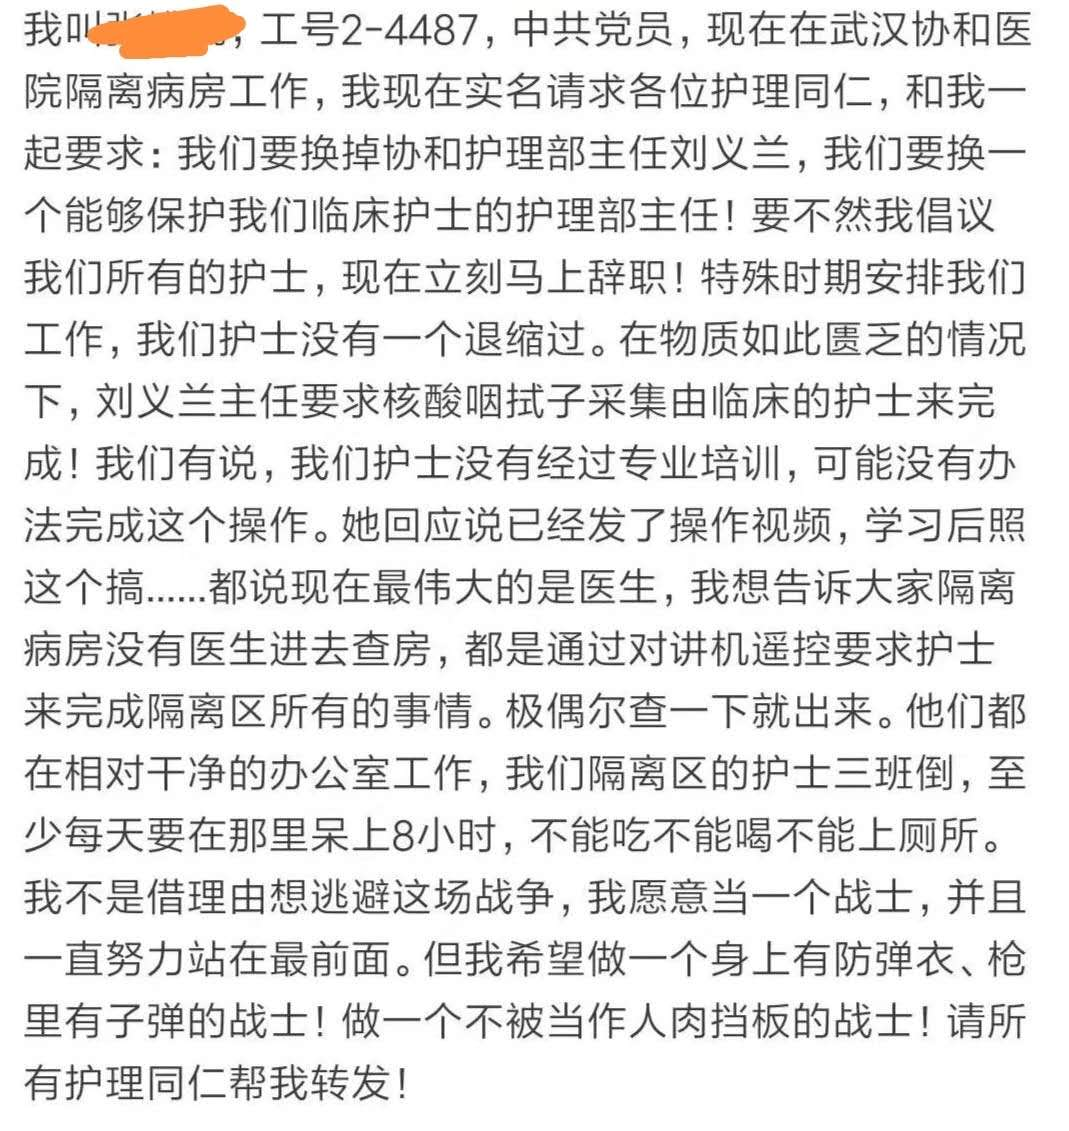 我叫，工号2-4487，中共党员，现在在武汉协和医
院隔离病房工作，我现在实名请求各位护理同仁，和我一
起要求：我们要换掉协和护理部主任刘义兰，我们要换一
个能够保护我们临床护士的护理部主任！要不然我倡议
我们所有的护士，现在立刻马上辞职！特殊时期安排我们
工作，我们护士没有一个退缩过。在物质如此匮乏的情况
下，刘义兰主任要求核酸咽拭子采集由临床的护士来完
成！我们有说，我们护士没有经过专业培训，可能没有办
法完成这个操作。她回应说已经发了操作视频，学习后照
这个搞......都说现在最伟大的是医生，我想告诉大家隔离
病房没有医生进去查房，都是通过对讲机遥控要求护士
来完成隔离区所有的事情。极偶尔查一下就出来。他们都
在相对干净的办公室工作，我们隔离区的护士三班倒，至
少每天要在那里呆上8小时，不能吃不能喝不能上厕所。
我不是借理由想逃避这场战争，我愿意当一个战士，并且
一直努力站在最前面。但我希望做一个身上有防弹衣、枪
里有子弹的战士！做一个不被当作人肉挡板的战士！请所
有护理同仁帮我转发！